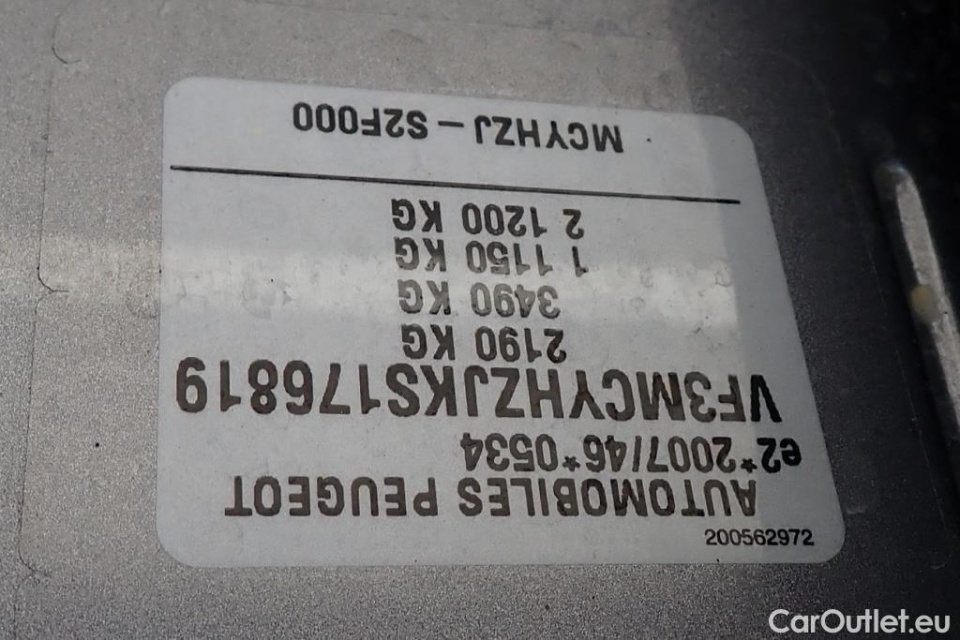 200562972
AUTOMOBILES PEUGEOT
e2*2007/46*0534
VF3MCYHZJKS176819
2190 KG
3490 KG
1 1150 KG
2 1200 KG
MCYHZJ - S2F000
CarOutlet.eu